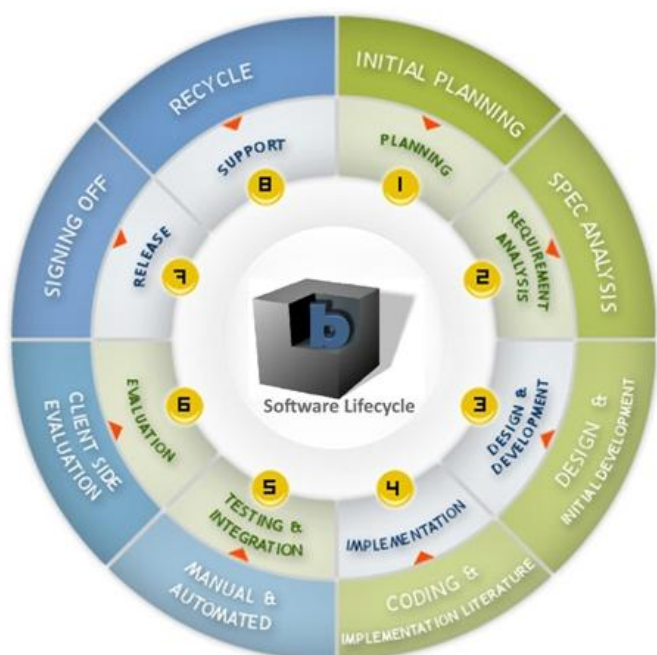 INITIAL PLANNING
PLANNING
1
SPEC ANALYSIS
REQUIREMENT
ANALYSIS
2
DESIGN &
INITIAL DEVELOPMENT
DESIGN &
DEVELOPMENT
3
CODING &
IMPLEMENTATION LITERATURE
IMPLEMENTATION
4
MANUAL &
AUTOMATED
TESTING &
INTEGRATION
5
CLIENT SIDE
EVALUATION
EVALUATION
6
SIGNING OFF
RELEASE
7
RECYCLE
SUPPORT
8
b
Software Lifecycle